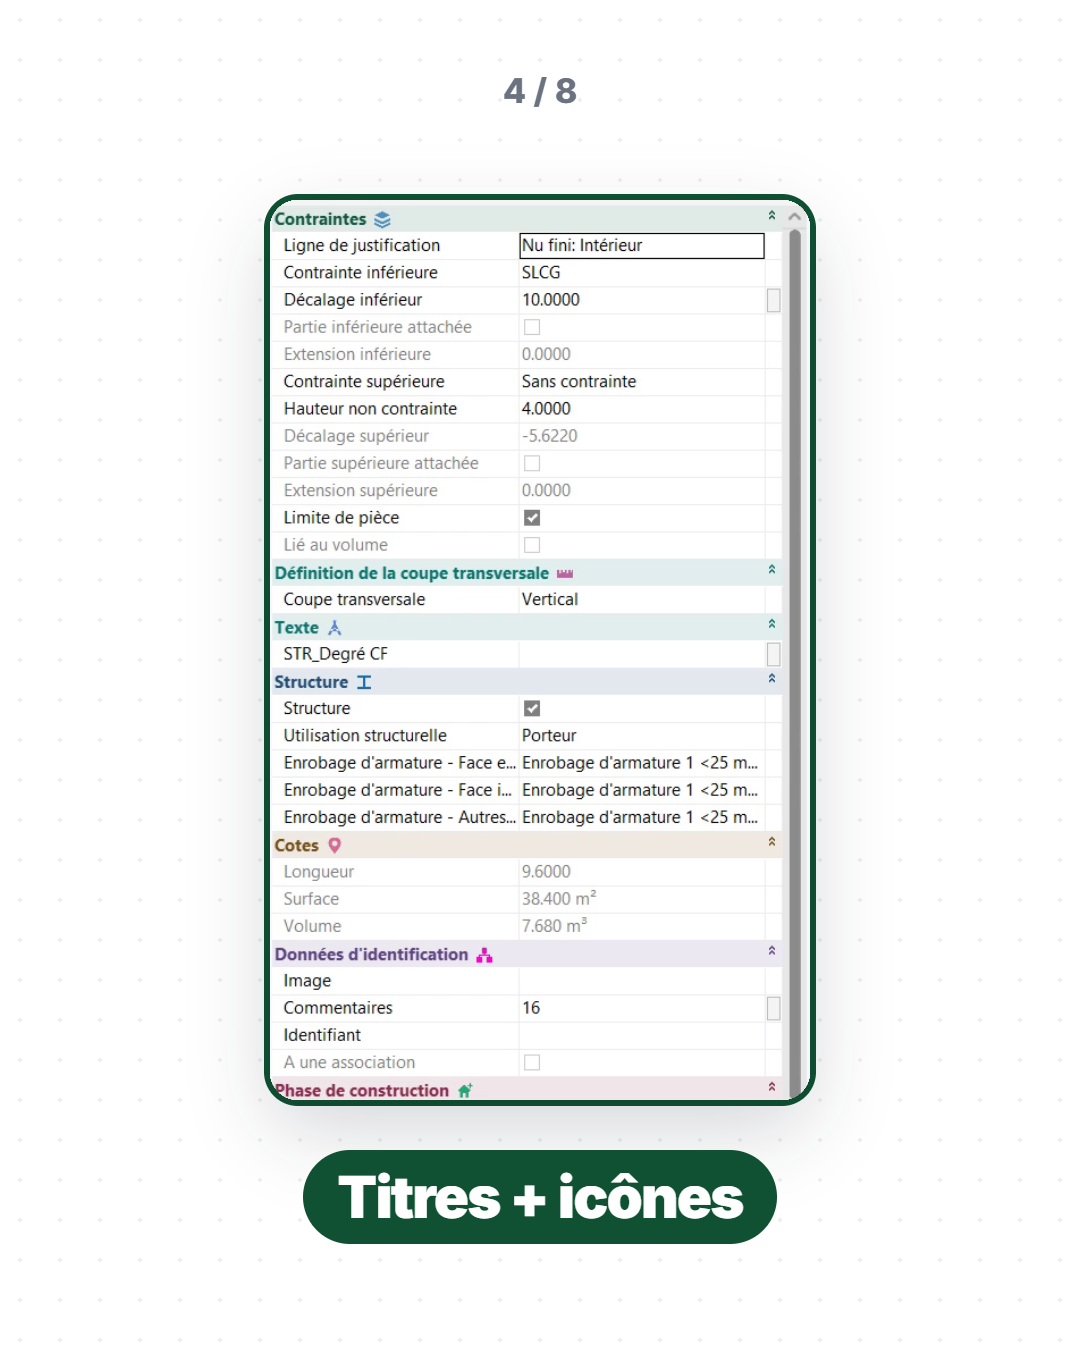 4 / 8
Contraintes
Ligne de justification Nu fini: Intérieur
Contrainte inférieure SLCG
Décalage inférieur 10.0000
Partie inférieure attachée
Extension inférieure 0.0000
Contrainte supérieure Sans contrainte
Hauteur non contrainte 4.0000
Décalage supérieur -5.6220
Partie supérieure attachée
Extension supérieure 0.0000
Limite de pièce
Lié au volume
Définition de la coupe transversale
Coupe transversale Vertical
Texte
STR_Degré CF
Structure
Structure
Utilisation structurelle Porteur
Enrobage d'armature - Face e... Enrobage d'armature 1 <25 m...
Enrobage d'armature - Face i... Enrobage d'armature 1 <25 m...
Enrobage d'armature - Autres... Enrobage d'armature 1 <25 m...
Cotes
Longueur 9.6000
Surface 38.400 m²
Volume 7.680 m³
Données d'identification
Image
Commentaires 16
Identifiant
A une association
Phase de construction
Titres + icônes